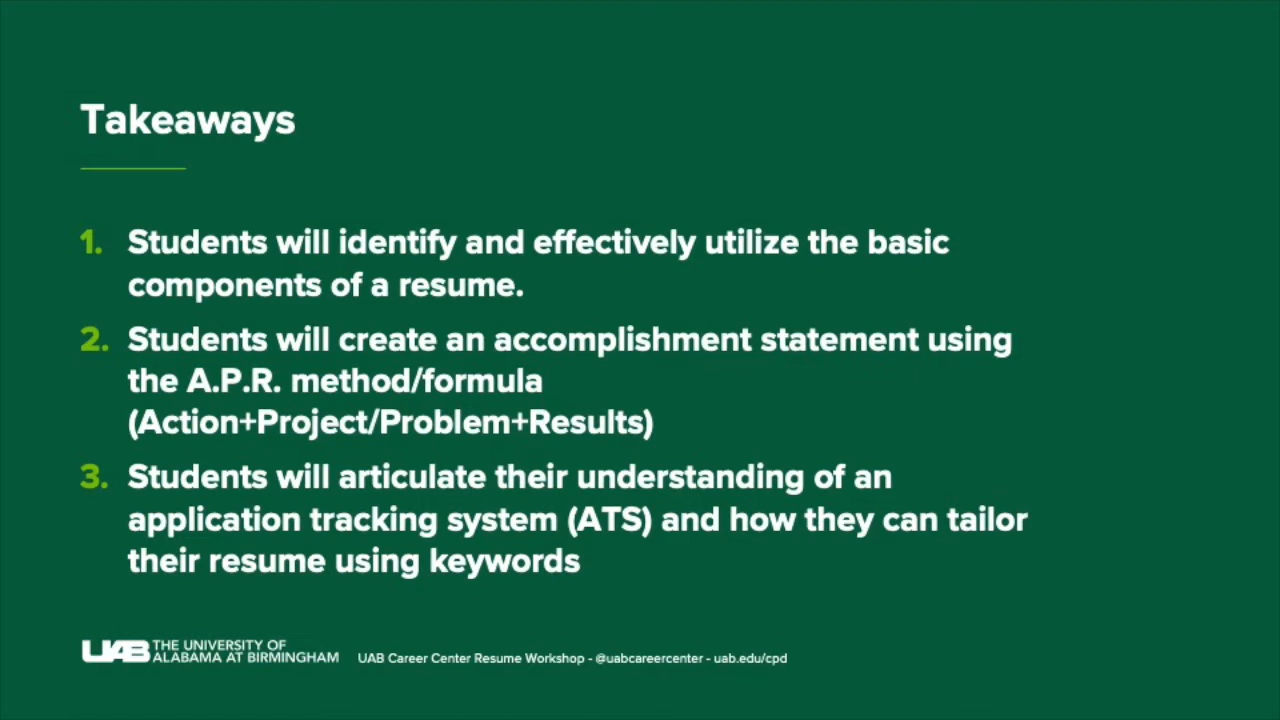 Takeaways
1. Students will identify and effectively utilize the basic
components of a resume.
2. Students will create an accomplishment statement using
the A.P.R. method/formula
(Action+Project/Problem+Results)
3. Students will articulate their understanding of an
application tracking system (ATS) and how they can tailor
their resume using keywords
UAB THE UNIVERSITY OF
ALABAMA AT BIRMINGHAM
UAB Career Center Resume Workshop - @uabcareercenter - uab.edu/cpd